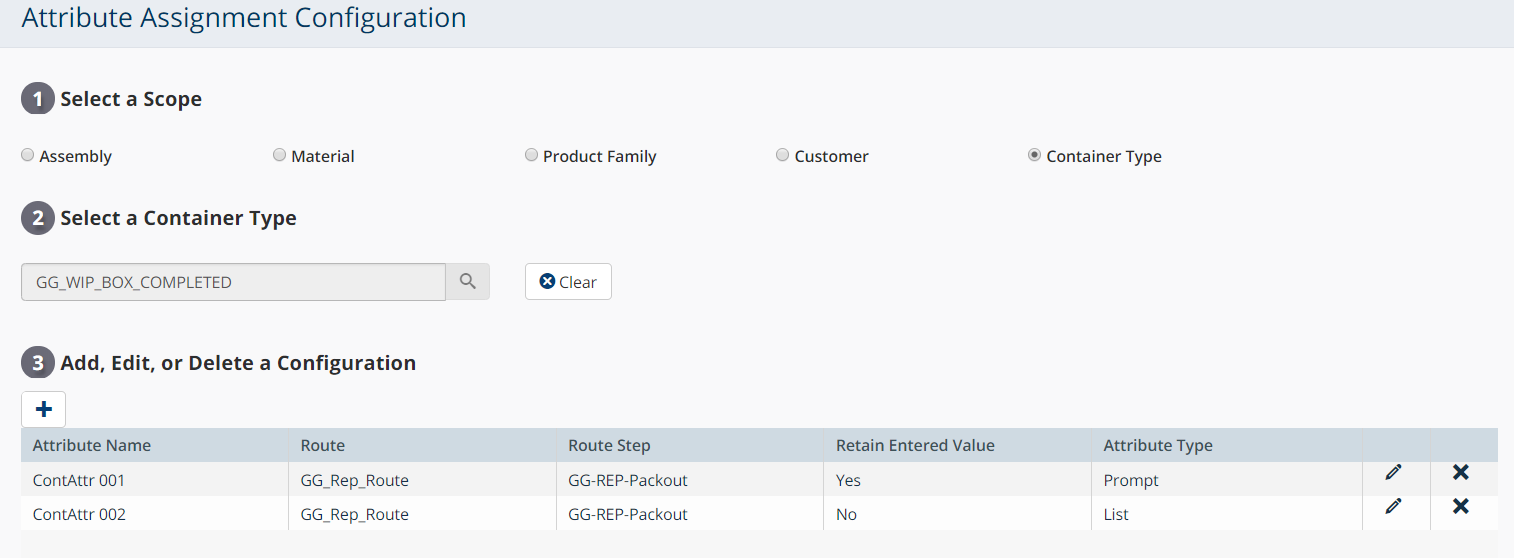 Attribute Assignment Configuration
1 Select a Scope
Assembly Material Product Family Customer Container Type
2 Select a Container Type
GG_WIP_BOX_COMPLETED Clear
3 Add, Edit, or Delete a Configuration
Attribute Name Route Route Step Retain Entered Value Attribute Type
ContAttr 001 GG_Rep_Route GG-REP-Packout Yes Prompt
ContAttr 002 GG_Rep_Route GG-REP-Packout No List